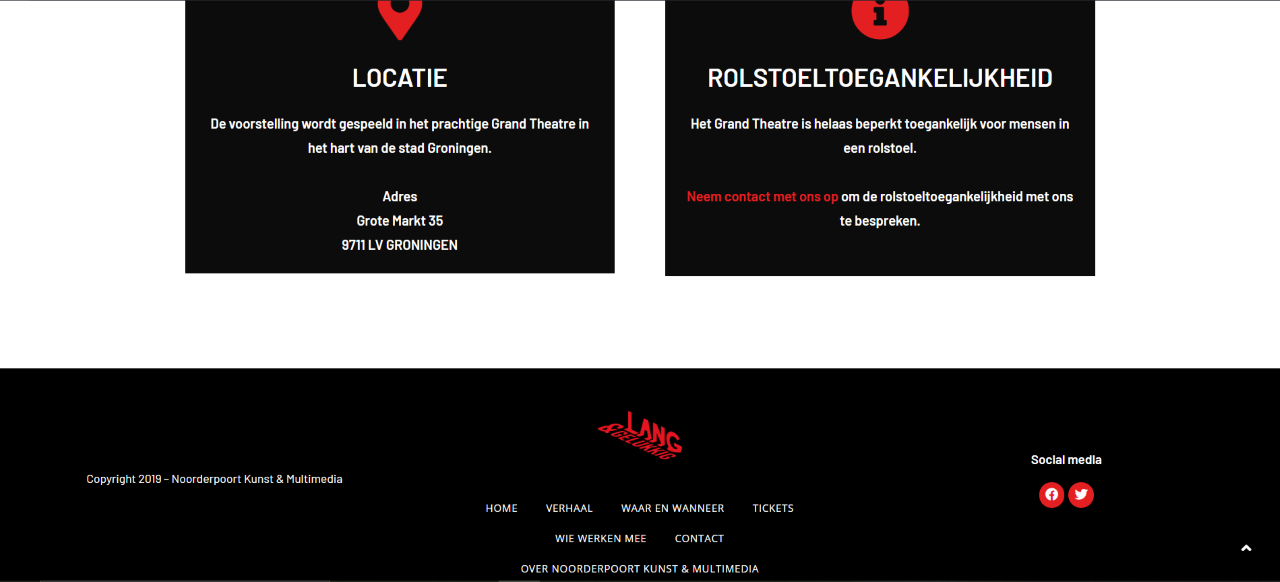 LOCATIE
De voorstelling wordt gespeeld in het prachtige Grand Theatre in
het hart van de stad Groningen.
Adres
Grote Markt 35
9711 LV GRONINGEN
ROLSTOELTOEGANKELIJKHEID
Het Grand Theatre is helaas beperkt toegankelijk voor mensen in
een rolstoel.
Neem contact met ons op om de rolstoeltoegankelijkheid met ons
te bespreken.
Copyright 2019 – Noorderpoort Kunst & Multimedia
LANG
& GELUKKIG
HOME VERHAAL WAAR EN WANNEER TICKETS
WIE WERKEN MEE CONTACT
OVER NOORDERPOORT KUNST & MULTIMEDIA
Social media